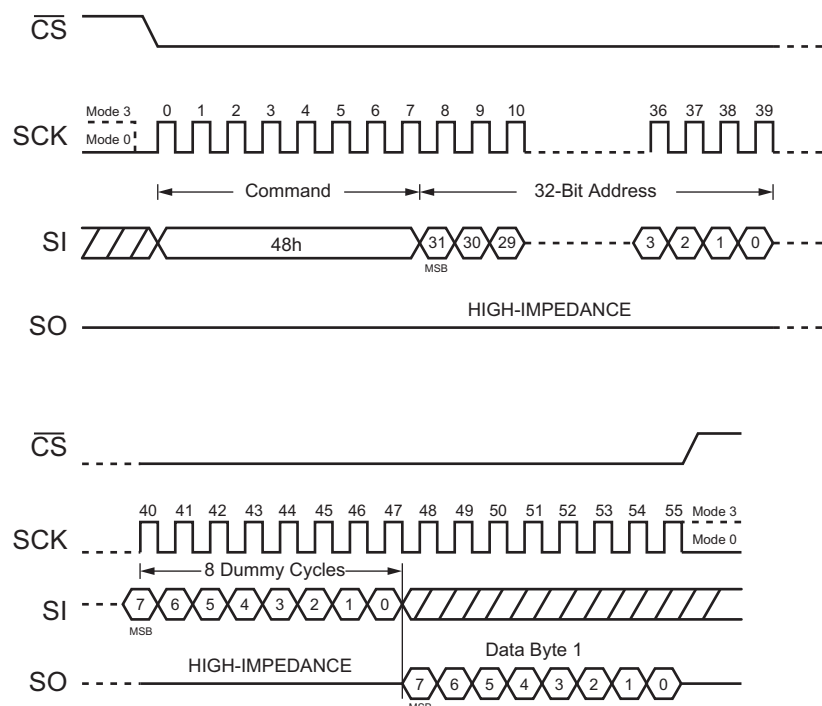 CS
Mode 3
0 1 2 3 4 5 6 7 8 9 10 36 37 38 39
SCK
Mode 0
Command 32-Bit Address
SI 48h 31 30 29 3 2 1 0
MSB
HIGH-IMPEDANCE
SO
CS
40 41 42 43 44 45 46 47 48 49 50 51 52 53 54 55 Mode 3
SCK Mode 0
8 Dummy Cycles
SI 7 6 5 4 3 2 1 0
MSB
HIGH-IMPEDANCE Data Byte 1
SO 7 6 5 4 3 2 1 0
MSB